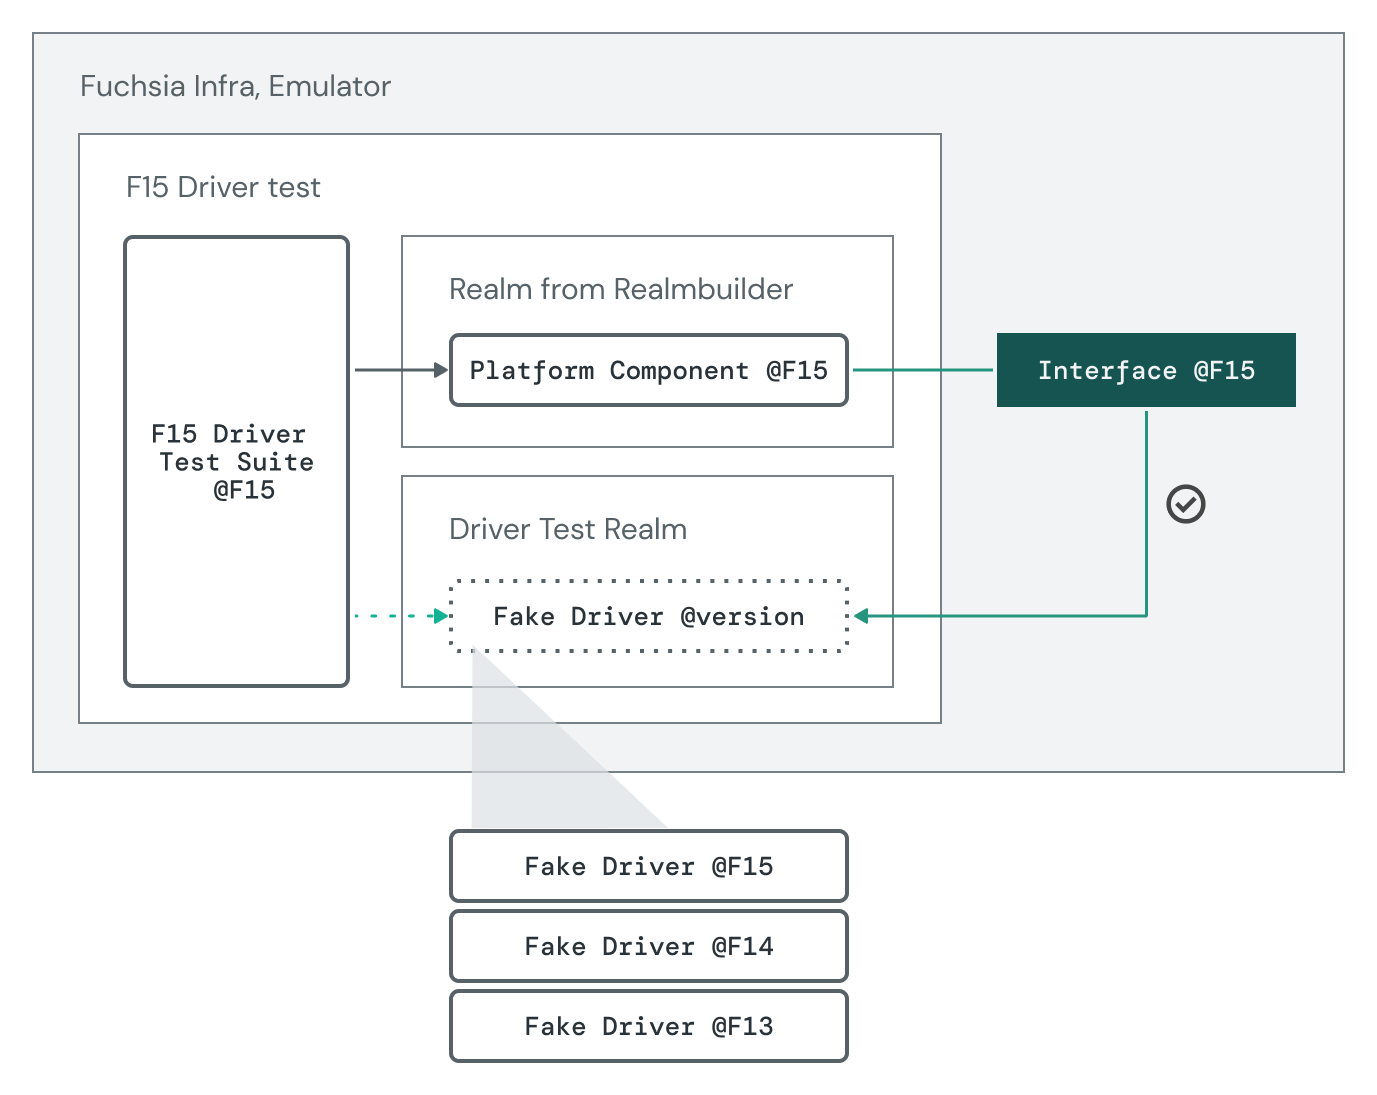 Fuchsia Infra, Emulator
F15 Driver test
Realm from Realmbuilder
Platform Component @F15
Interface @F15
F15 Driver
Test Suite
@F15
Driver Test Realm
Fake Driver @version
Fake Driver @F15
Fake Driver @F14
Fake Driver @F13